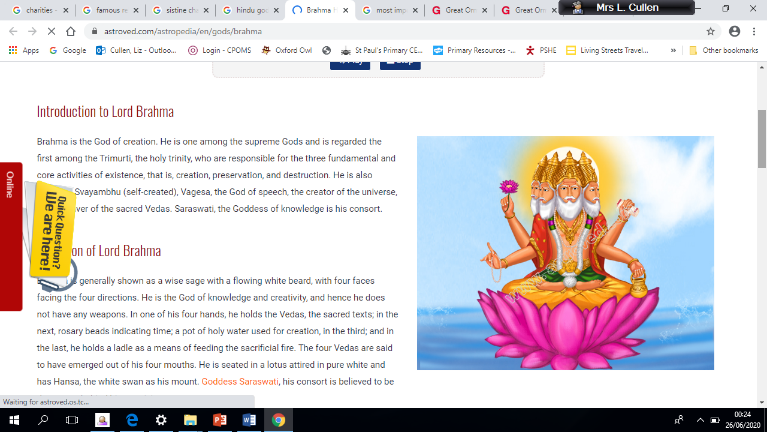 charities -
famous re
sistine cha
hindu god
Brahma
most imp
Great Om
Great Om
Mrs L. Cullen
astroved.com/astropedia/en/gods/brahma
Apps
Google
Cullen, Liz - Outloo...
Login - CPOMS
Oxford Owl
St Paul's Primary CE...
Primary Resources -...
PSHE
Living Streets Travel...
»
Other bookmarks
Introduction to Lord Brahma
Brahma is the God of creation. He is one among the supreme Gods and is regarded the
first among the Trimurti, the holy trinity, who are responsible for the three fundamental and
core activities of existence, that is, creation, preservation, and destruction. He is also
Svayambhu (self-created), Vagesa, the God of speech, the creator of the universe,
ver of the sacred Vedas. Saraswati, the Goddess of knowledge is his consort.
Online
Quick Question?
We are here!
on of Lord Brahma
generally shown as a wise sage with a flowing white beard, with four faces
facing the four directions. He is the God of knowledge and creativity, and hence he does
not have any weapons. In one of his four hands, he holds the Vedas, the sacred texts; in the
next, rosary beads indicating time; a pot of holy water used for creation, in the third; and in
the last, he holds a ladle as a means of feeding the sacrificial fire. The four Vedas are said
to have emerged out of his four mouths. He is seated in a lotus attired in pure white and
has Hansa, the white swan as his mount. Goddess Saraswati, his consort is believed to be
Waiting for astroved.os.tc...
00:24
26/06/2020